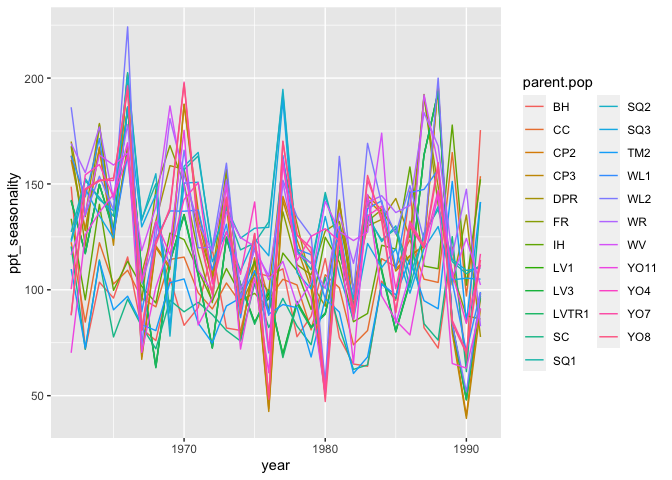 200
150
100
50
ppt_seasonality
1970
1980
1990
year
parent.pop
BH
CC
CP2
CP3
DPR
FR
IH
LV1
LV3
LVTR1
SC
SQ1
SQ2
SQ3
TM2
WL1
WL2
WR
WV
YO11
YO4
YO7
YO8